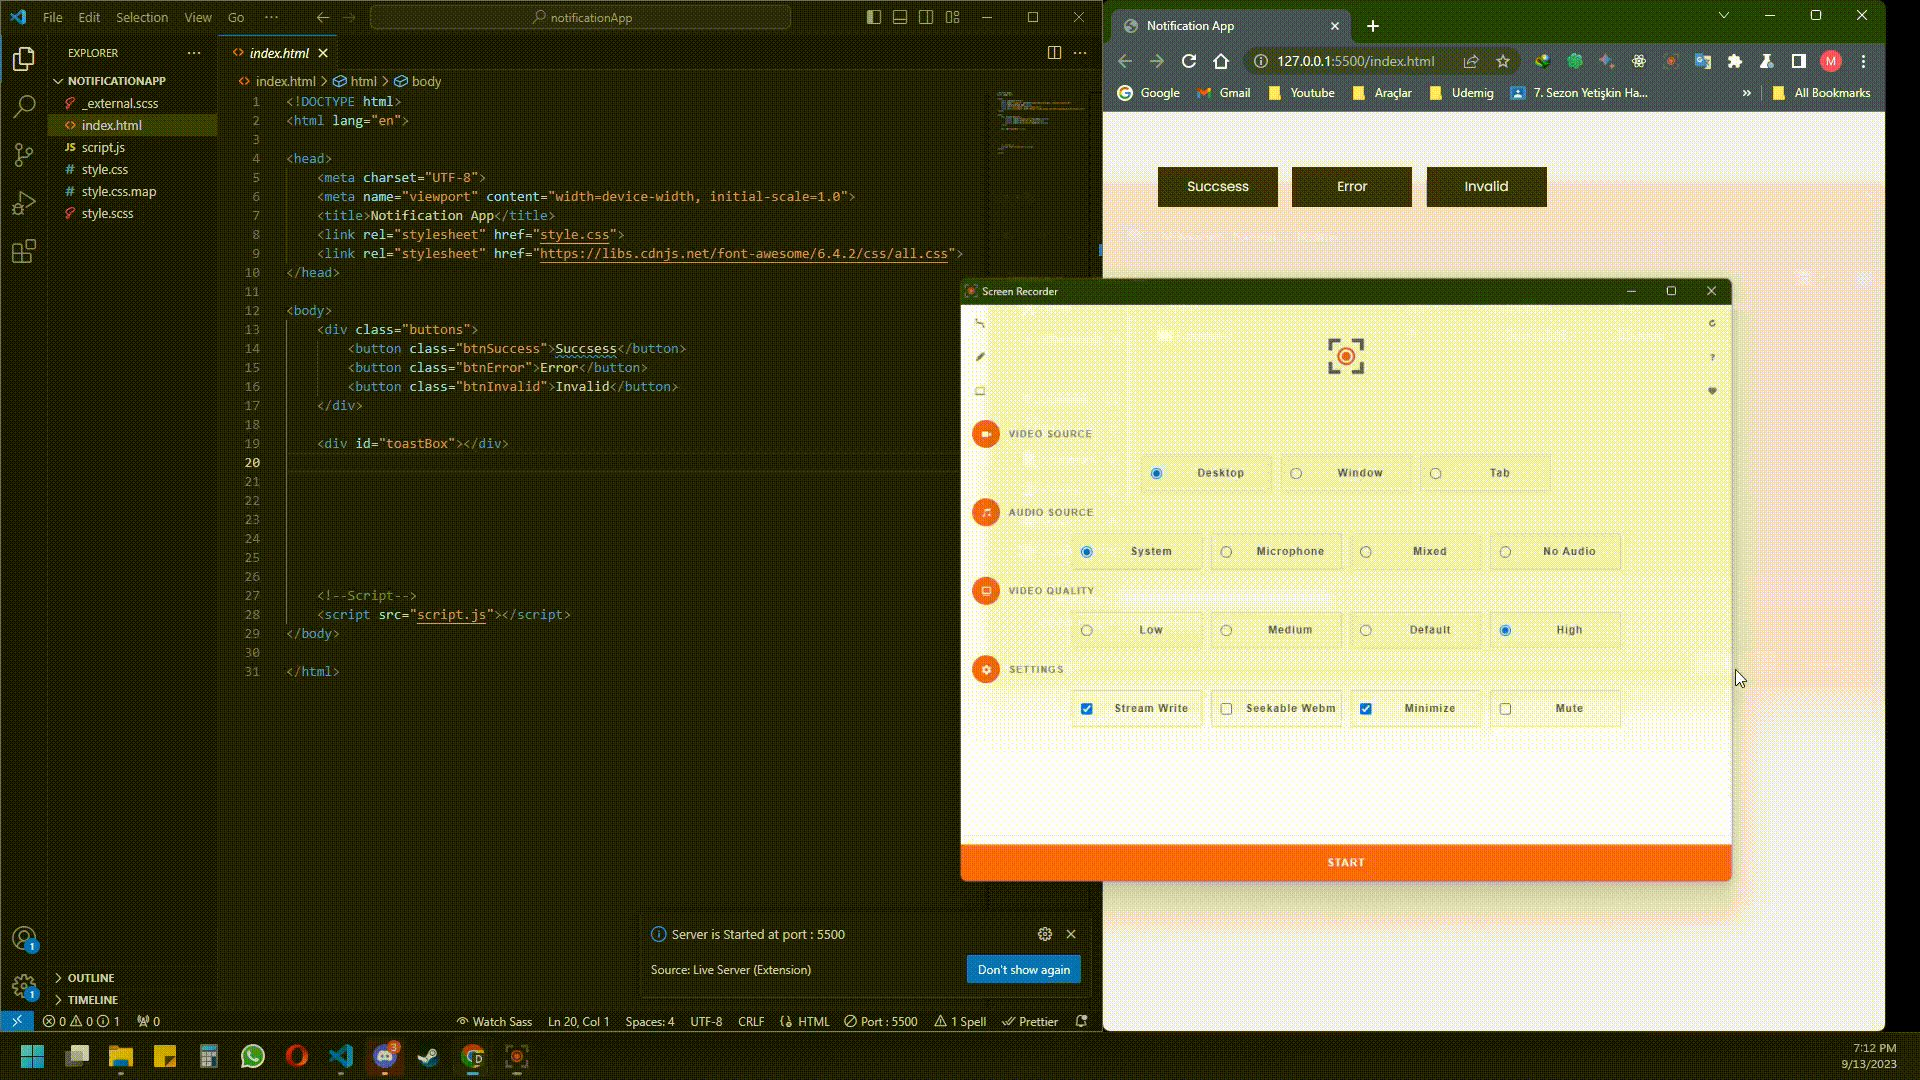 File Edit Selection View Go ···
notificationApp
EXPLORER ···
NOTIFICATIONAPP
_external.scss
index.html
JS script.js
# style.css
# style.css.map
style.scss
OUTLINE
TIMELINE
index.html
index.html > html > body
1 <!DOCTYPE html>
2 <html lang="en">
3
4 <head>
5 <meta charset="UTF-8">
6 <meta name="viewport" content="width=device-width, initial-scale=1.0">
7 <title>Notification App</title>
8 <link rel="stylesheet" href="style.css">
9 <link rel="stylesheet" href="https://libs.cdnjs.net/font-awesome/6.4.2/css/all.css">
10 </head>
11
12 <body>
13 <div class="buttons">
14 <button class="btnSuccess">Succsess</button>
15 <button class="btnError">Error</button>
16 <button class="btnInvalid">Invalid</button>
17 </div>
18
19 <div id="toastBox"></div>
20
21
22
23
24
25
26
27 <!--Script-->
28 <script src="script.js"></script>
29 </body>
30
31 </html>
Server is Started at port : 5500
Source: Live Server (Extension)
Don't show again
0 0 1 0
Watch Sass Ln 20, Col 1 Spaces: 4 UTF-8 CRLF {} HTML Port : 5500 1 Spell Prettier
1
1
Notification App
127.0.0.1:5500/index.html
M
Google Gmail Youtube Araçlar Udemig 7. Sezon Yetişkin Ha... » All Bookmarks
Succsess Error Invalid
Screen Recorder
?
VIDEO SOURCE
Desktop Window Tab
AUDIO SOURCE
System Microphone Mixed No Audio
VIDEO QUALITY
Low Medium Default High
SETTINGS
Stream Write Seekable Webm Minimize Mute
START
3
D
7:12 PM
9/13/2023